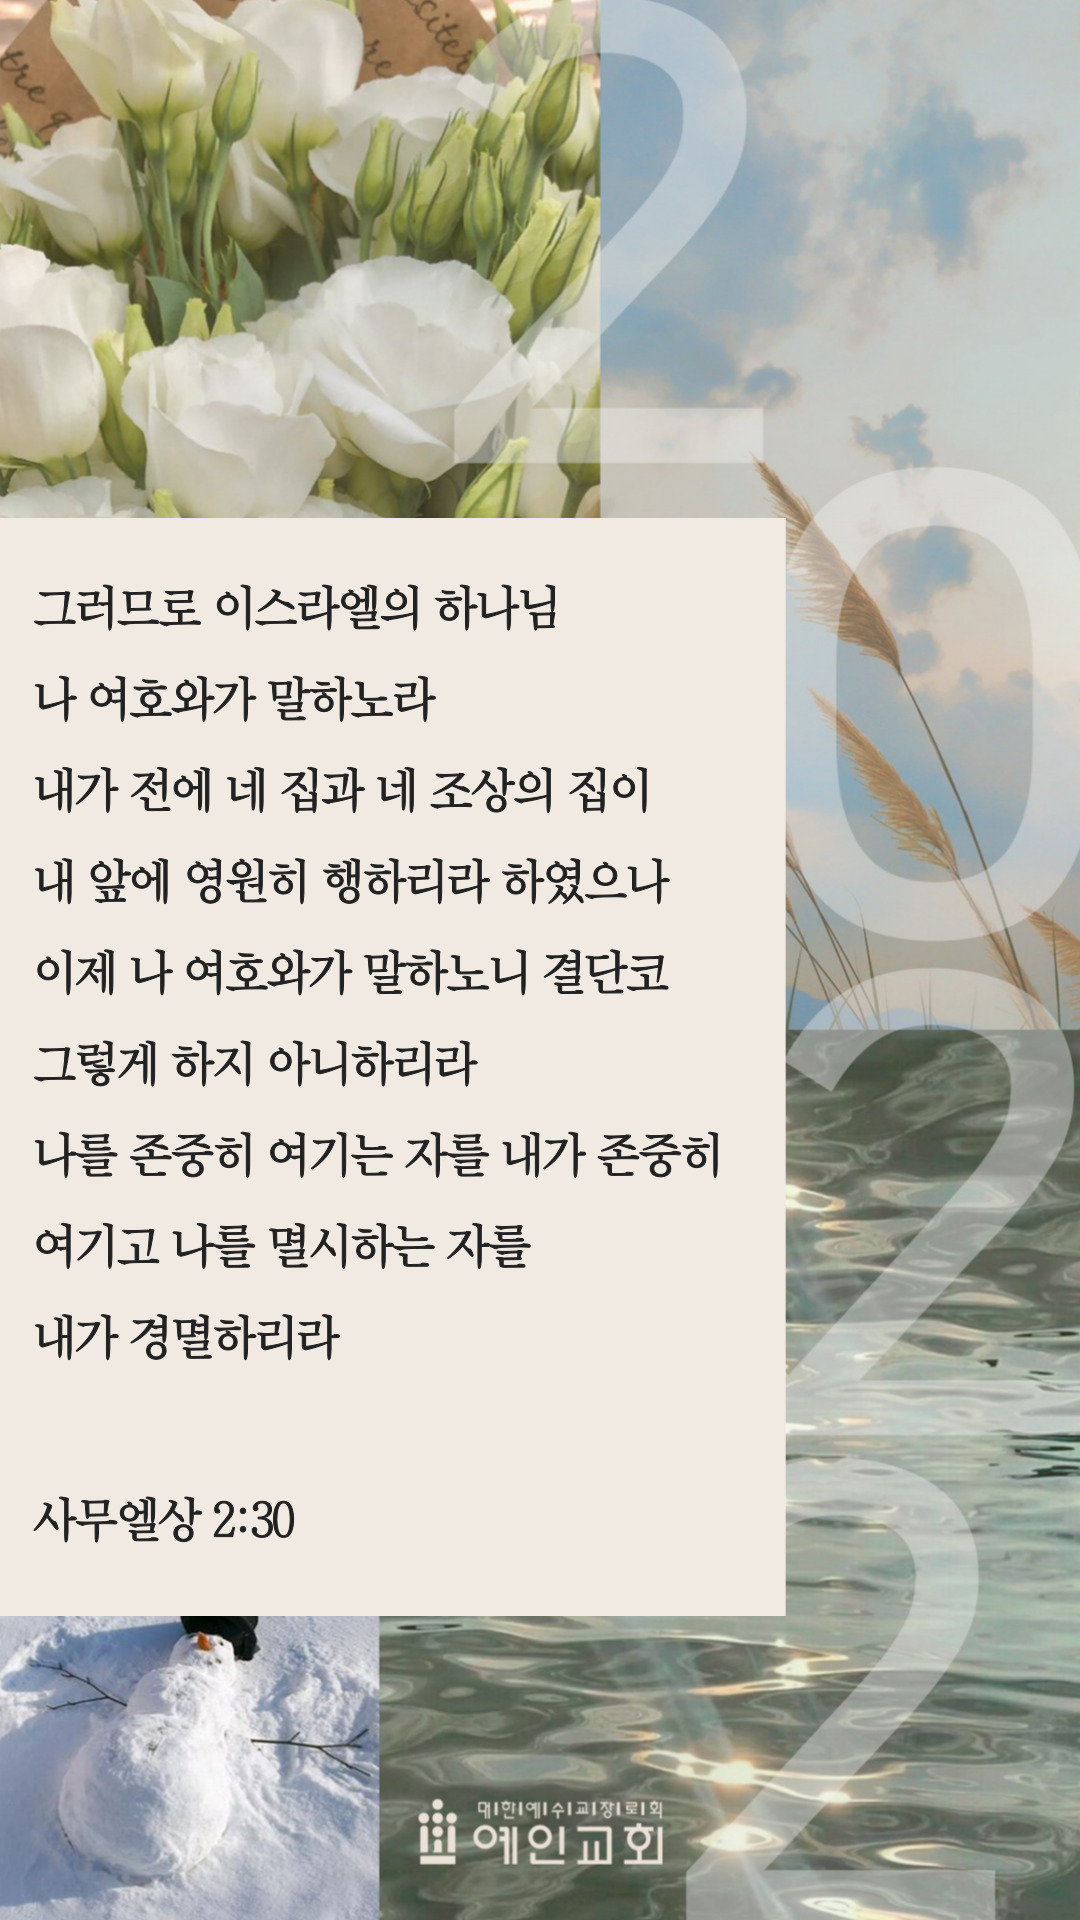 2
0
2
2
그러므로 이스라엘의 하나님
나 여호와가 말하노라
내가 전에 네 집과 네 조상의 집이
내 앞에 영원히 행하리라 하였으나
이제 나 여호와가 말하노니 결단코
그렇게 하지 아니하리라
나를 존중히 여기는 자를 내가 존중히
여기고 나를 멸시하는 자를
내가 경멸하리라
사무엘상 2:30
대한예수교장로회
예인교회